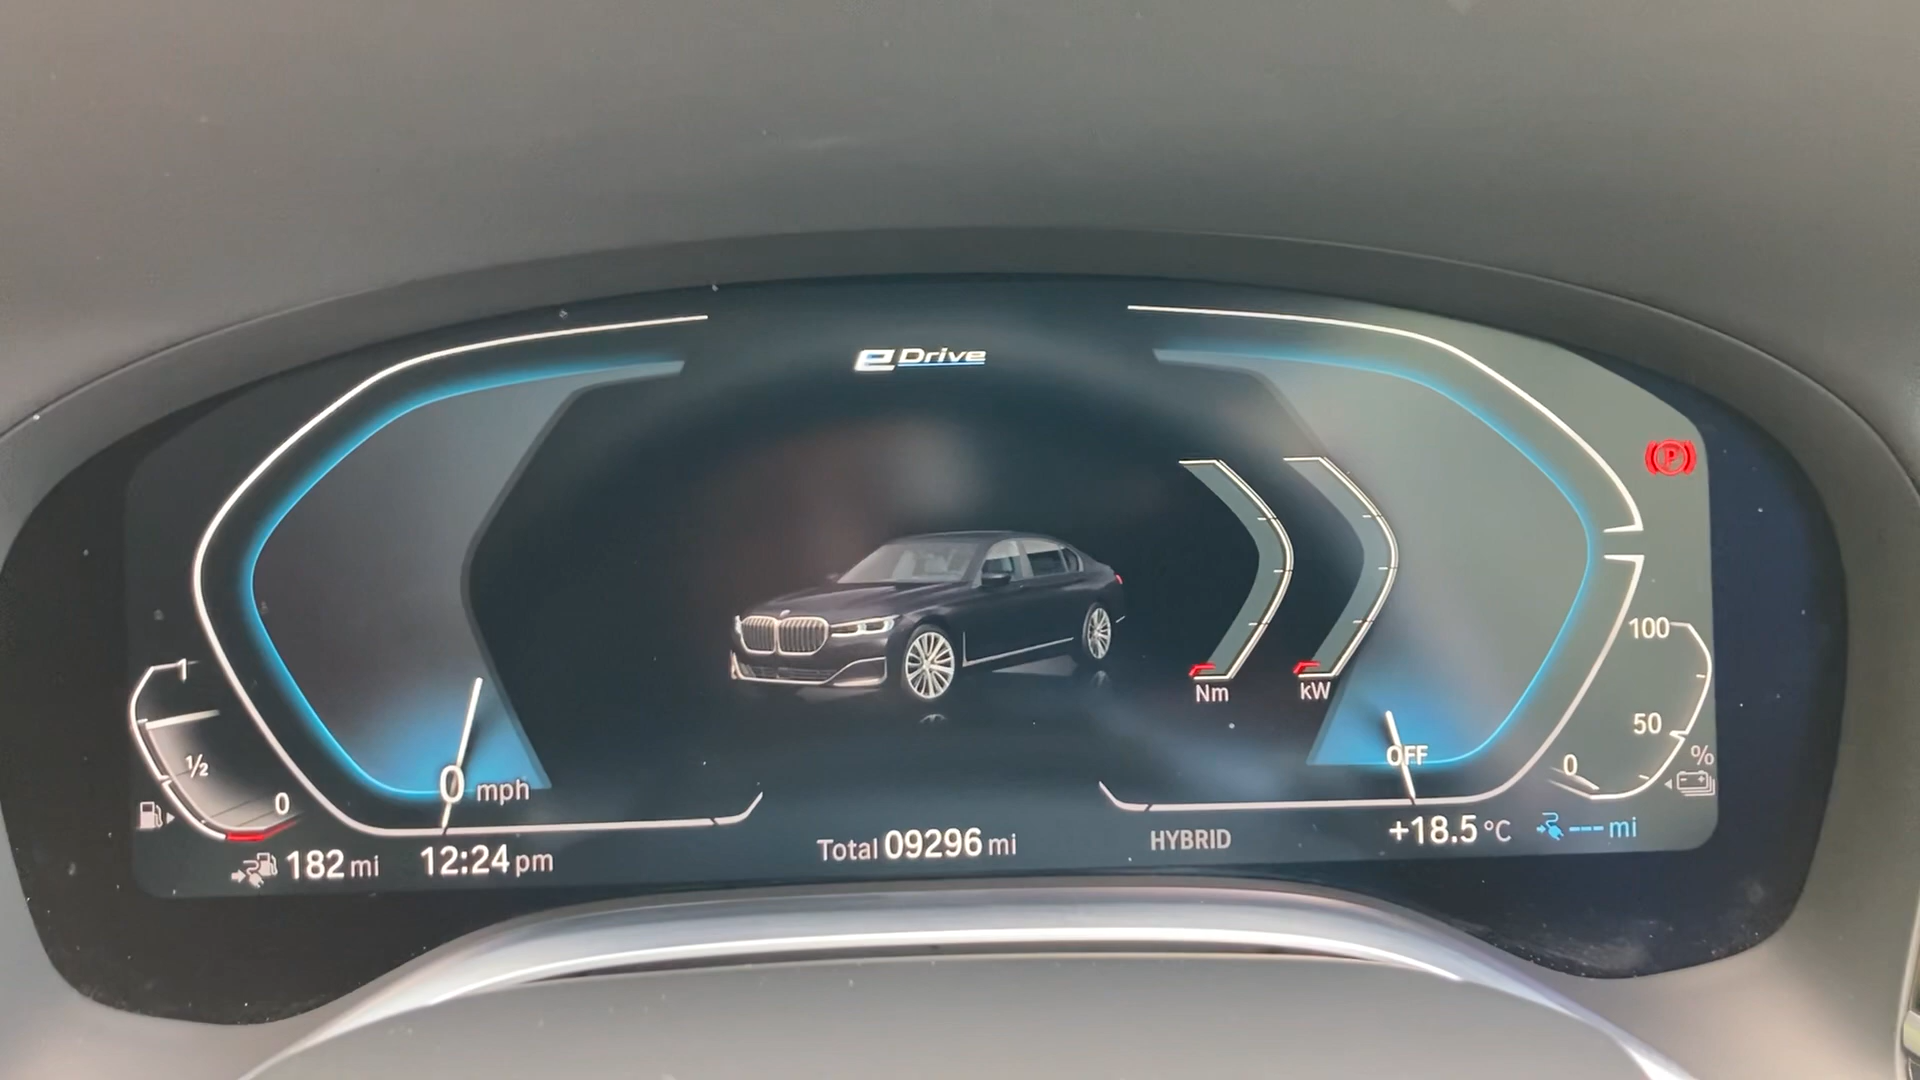 eDrive
P
1
1/2
0
0 mph
182 mi
12:24 pm
Total 09296 mi
Nm
kW
HYBRID
OFF
+18.5 °C
--- mi
100
50
0
%